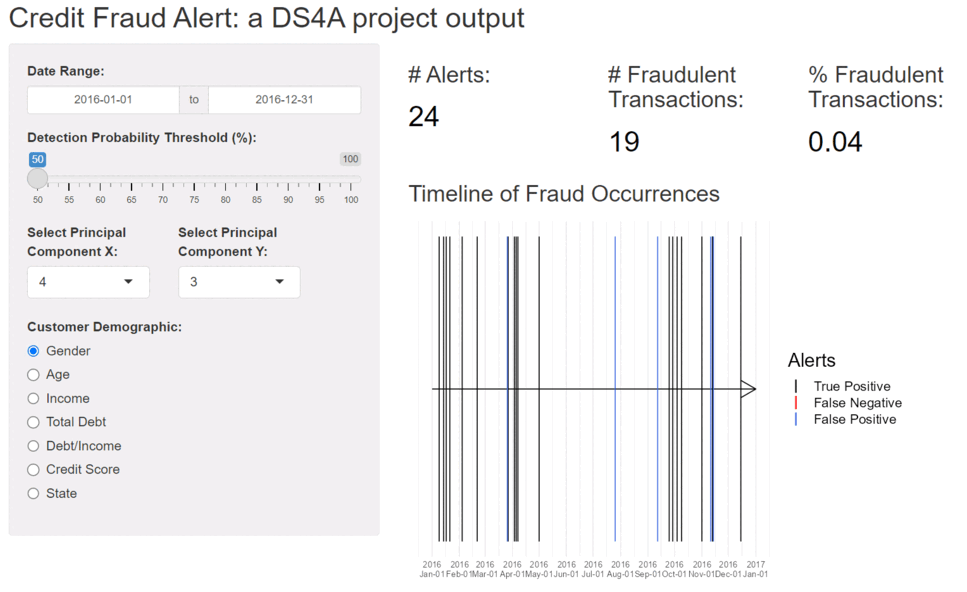 Credit Fraud Alert: a DS4A project output
Date Range:
2016-01-01 to 2016-12-31
Detection Probability Threshold (%):
50 100
50 55 60 65 70 75 80 85 90 95 100
Select Principal
Component X:
4
Select Principal
Component Y:
3
Customer Demographic:
Gender
Age
Income
Total Debt
Debt/Income
Credit Score
State
# Alerts:
24
# Fraudulent
Transactions:
19
% Fraudulent
Transactions:
0.04
Timeline of Fraud Occurrences
2016 2016 2016 2016 2016 2016 2016 2016 2016 2016 2016 2016 2017
Jan-01 Feb-01 Mar-01 Apr-01 May-01 Jun-01 Jul-01 Aug-01 Sep-01 Oct-01 Nov-01 Dec-01 Jan-01
Alerts
True Positive
False Negative
False Positive